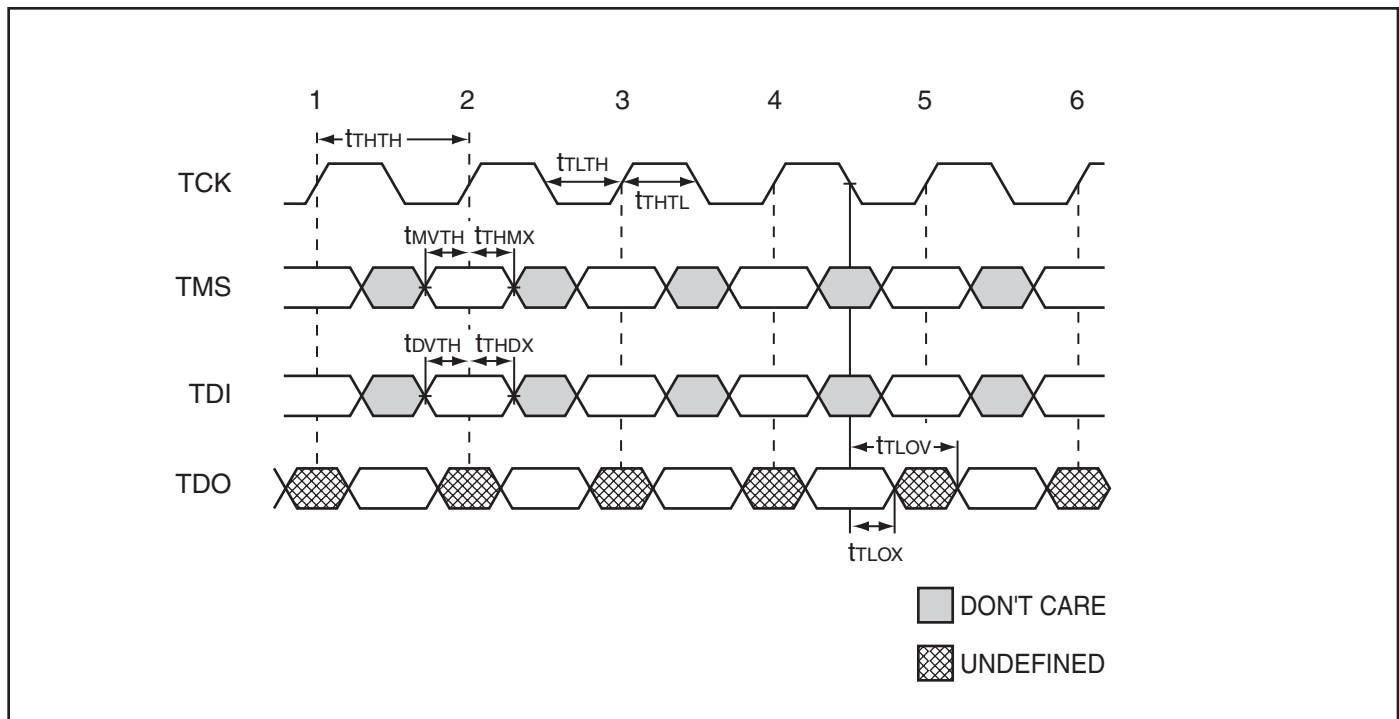 1 2 3 4 5 6
tTHTH
TCK
tTLTH
tTHTL
tMVTH tTHMX
TMS
tDVTH tTHDX
TDI
tTLOV
TDO
tTLOX
DON'T CARE
UNDEFINED